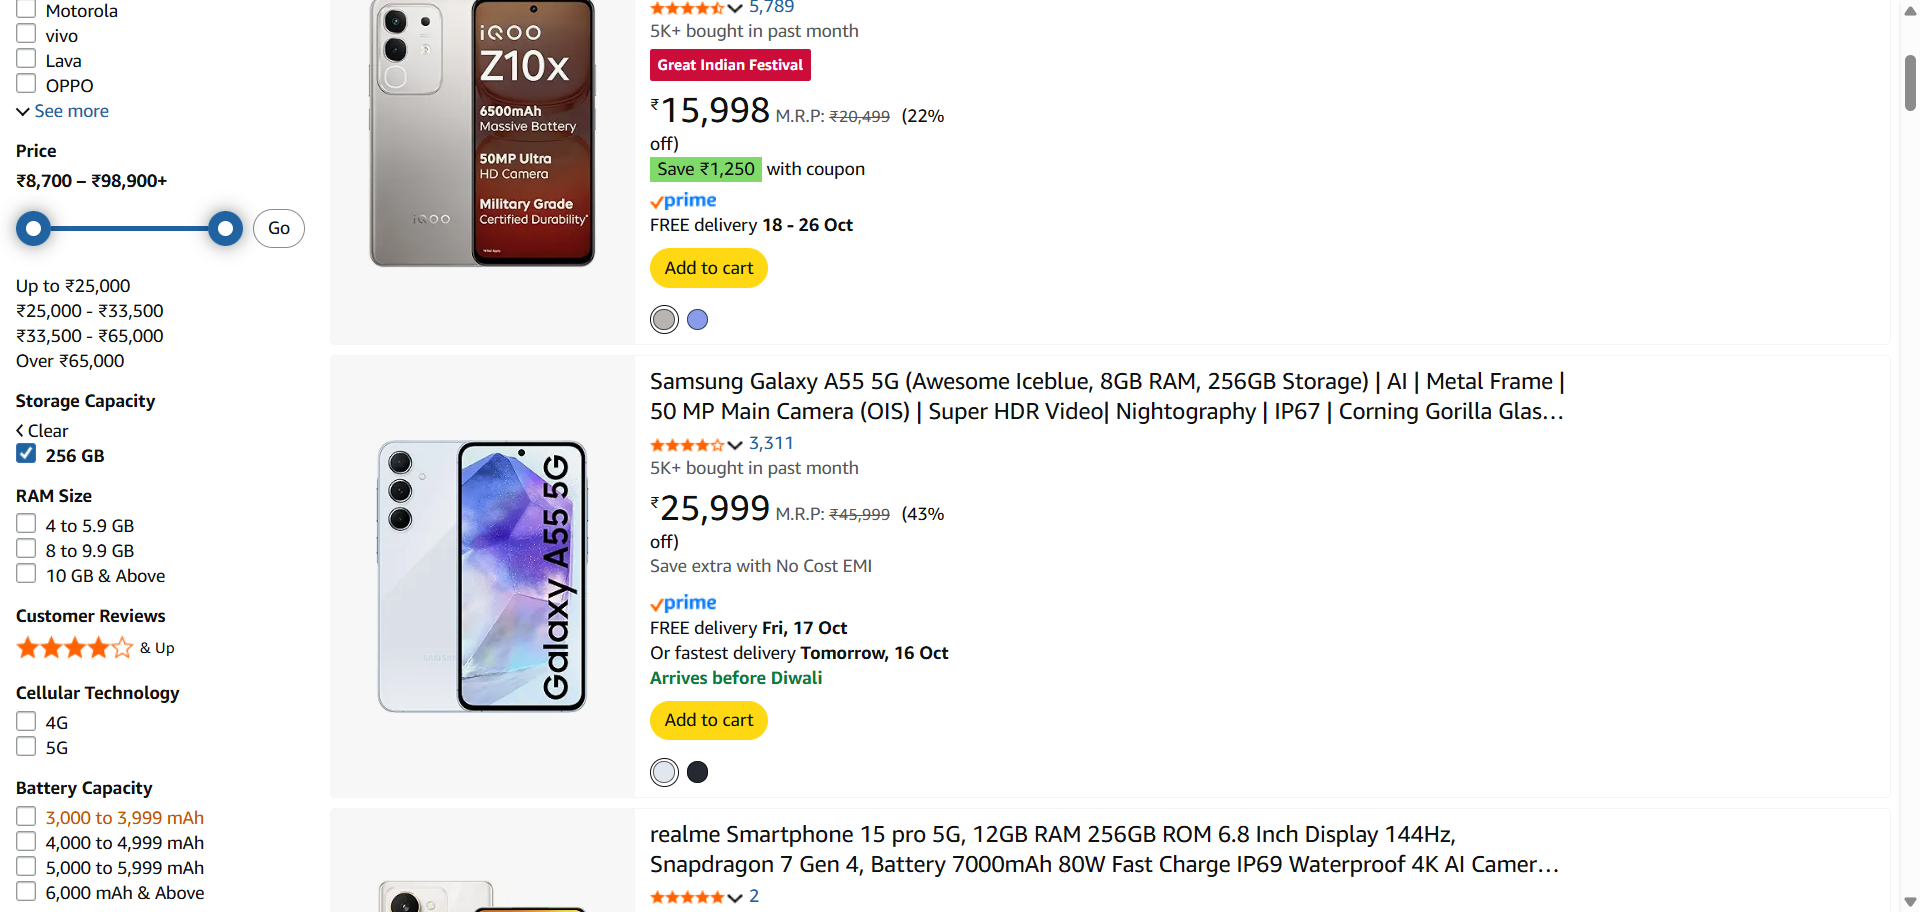 Motorola
vivo
Lava
OPPO
See more
Price
₹8,700 – ₹98,900+
Go
Up to ₹25,000
₹25,000 - ₹33,500
₹33,500 - ₹65,000
Over ₹65,000
Storage Capacity
Clear
256 GB
RAM Size
4 to 5.9 GB
8 to 9.9 GB
10 GB & Above
Customer Reviews
& Up
Cellular Technology
4G
5G
Battery Capacity
3,000 to 3,999 mAh
4,000 to 4,999 mAh
5,000 to 5,999 mAh
6,000 mAh & Above
iQOO
Z10x
6500mAh
Massive Battery
50MP Ultra
HD Camera
Military Grade
Certified Durability*
iQOO
5,789
5K+ bought in past month
Great Indian Festival
₹15,998 M.R.P: ₹20,499 (22%
off)
Save ₹1,250 with coupon
prime
FREE delivery 18 - 26 Oct
Add to cart
Galaxy A55 5G
SAMSUNG
Samsung Galaxy A55 5G (Awesome Iceblue, 8GB RAM, 256GB Storage) | AI | Metal Frame |
50 MP Main Camera (OIS) | Super HDR Video| Nightography | IP67 | Corning Gorilla Glas…
3,311
5K+ bought in past month
₹25,999 M.R.P: ₹45,999 (43%
off)
Save extra with No Cost EMI
prime
FREE delivery Fri, 17 Oct
Or fastest delivery Tomorrow, 16 Oct
Arrives before Diwali
Add to cart
realme Smartphone 15 pro 5G, 12GB RAM 256GB ROM 6.8 Inch Display 144Hz,
Snapdragon 7 Gen 4, Battery 7000mAh 80W Fast Charge IP69 Waterproof 4K AI Camer…
2